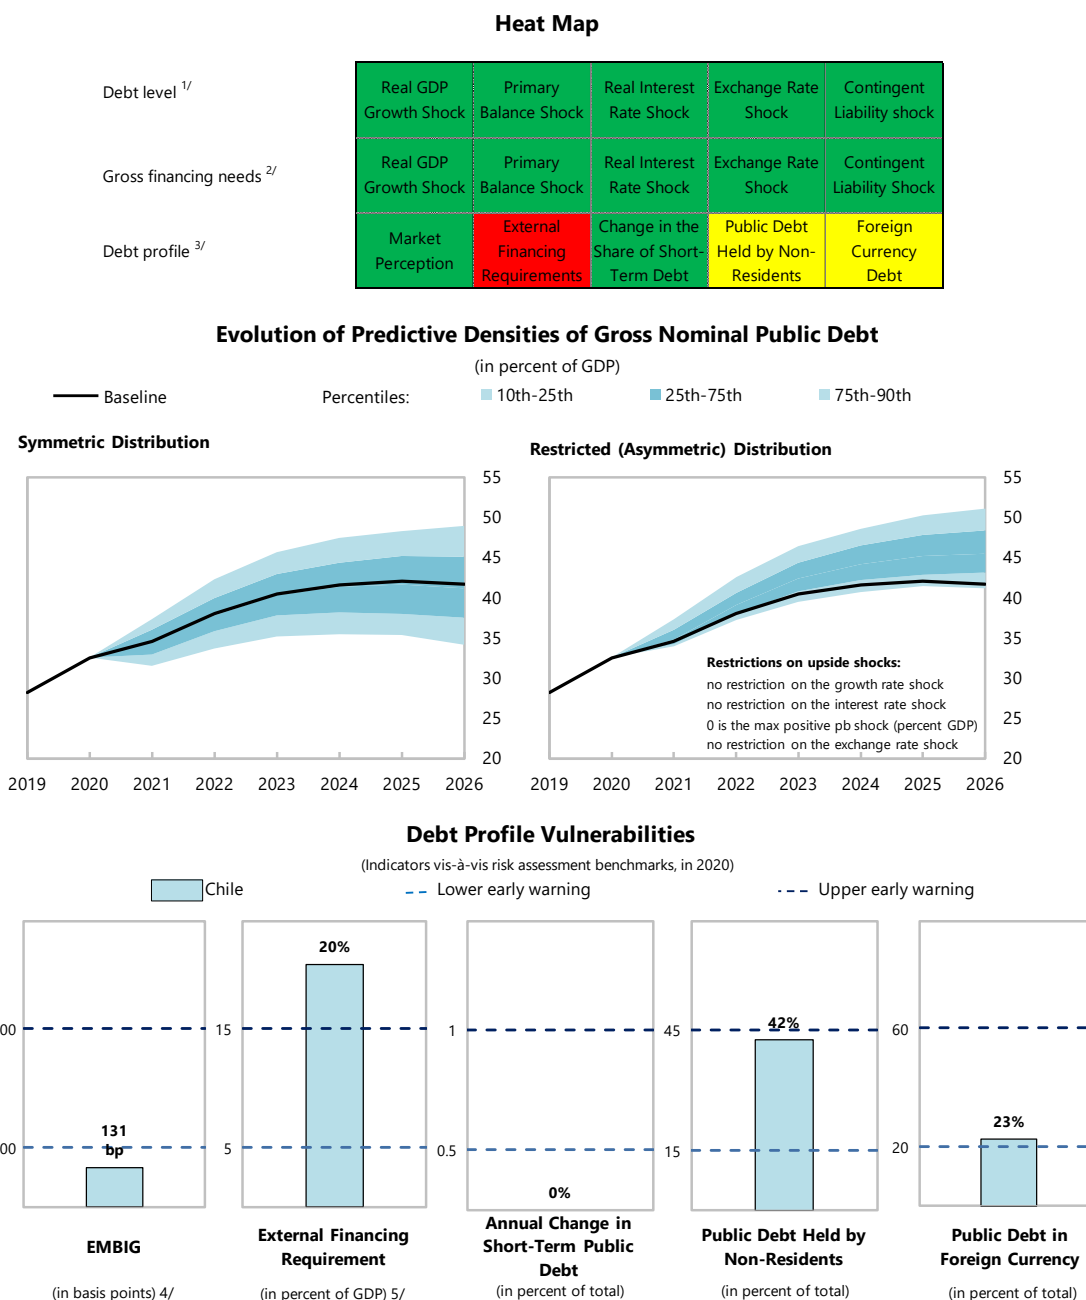 Heat Map
Debt level 1/
Real GDP Growth Shock
Primary Balance Shock
Real Interest Rate Shock
Exchange Rate Shock
Contingent Liability shock
Gross financing needs 2/
Real GDP Growth Shock
Primary Balance Shock
Real Interest Rate Shock
Exchange Rate Shock
Contingent Liability Shock
Debt profile 3/
Market Perception
External Financing Requirements
Change in the Share of Short-Term Debt
Public Debt Held by Non-Residents
Foreign Currency Debt
Evolution of Predictive Densities of Gross Nominal Public Debt
(in percent of GDP)
Baseline
Percentiles:
10th-25th
25th-75th
75th-90th
Symmetric Distribution
55
50
45
40
35
30
25
20
2019 2020 2021 2022 2023 2024 2025 2026
Restricted (Asymmetric) Distribution
55
50
45
40
35
30
25
20
Restrictions on upside shocks:
no restriction on the growth rate shock
no restriction on the interest rate shock
0 is the max positive pb shock (percent GDP)
no restriction on the exchange rate shock
2019 2020 2021 2022 2023 2024 2025 2026
Debt Profile Vulnerabilities
(Indicators vis-à-vis risk assessment benchmarks, in 2020)
Chile
Lower early warning
Upper early warning
00
00
131
bp
EMBIG
(in basis points) 4/
20%
15
5
External Financing
Requirement
(in percent of GDP) 5/
1
0.5
0%
Annual Change in
Short-Term Public
Debt
(in percent of total)
45
15
42%
Public Debt Held by
Non-Residents
(in percent of total)
60
20
23%
Public Debt in
Foreign Currency
(in percent of total)